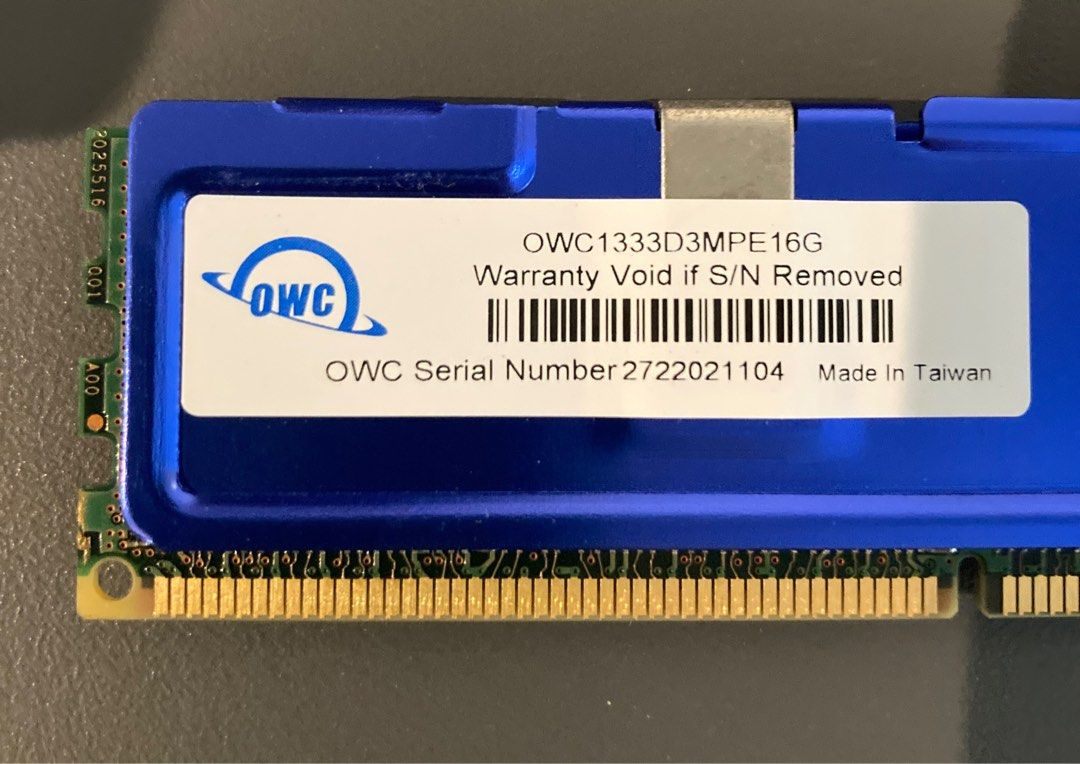 OWC1333D3MPE16G
Warranty Void if S/N Removed
OWC
OWC Serial Number 2722021104 Made In Taiwan
2025516
001
A00